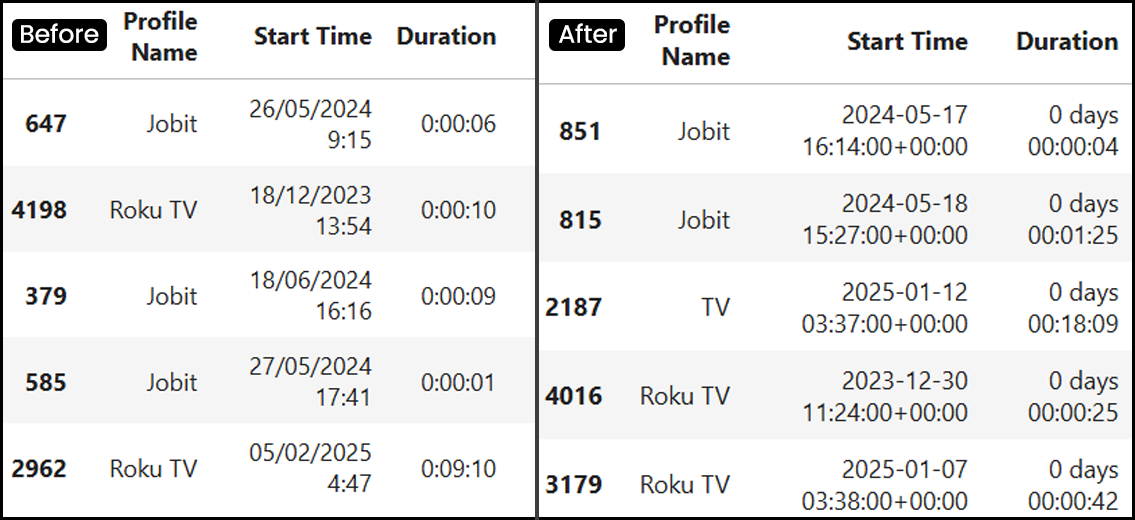 Before
Profile Name Start Time Duration
647 Jobit 26/05/2024 9:15 0:00:06
4198 Roku TV 18/12/2023 13:54 0:00:10
379 Jobit 18/06/2024 16:16 0:00:09
585 Jobit 27/05/2024 17:41 0:00:01
2962 Roku TV 05/02/2025 4:47 0:09:10
After
Profile Name Start Time Duration
851 Jobit 2024-05-17 16:14:00+00:00 0 days 00:00:04
815 Jobit 2024-05-18 15:27:00+00:00 0 days 00:01:25
2187 TV 2025-01-12 03:37:00+00:00 0 days 00:18:09
4016 Roku TV 2023-12-30 11:24:00+00:00 0 days 00:00:25
3179 Roku TV 2025-01-07 03:38:00+00:00 0 days 00:00:42